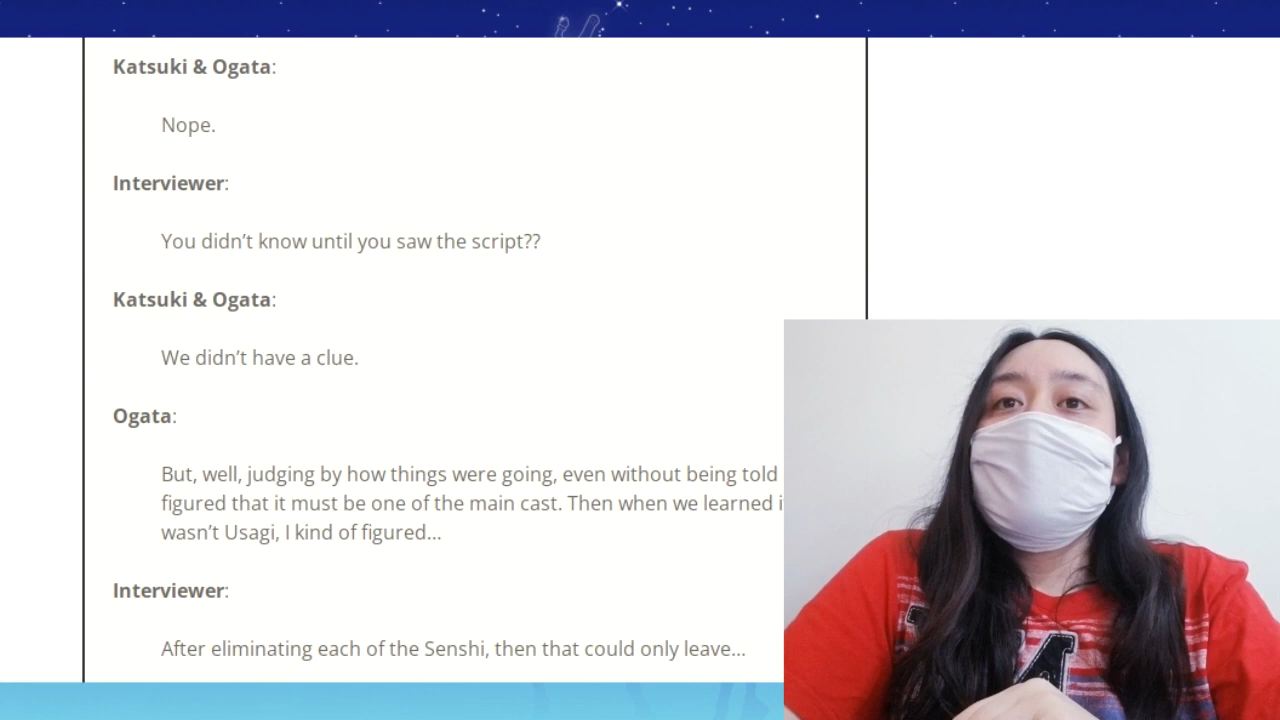 Katsuki & Ogata:
Nope.
Interviewer:
You didn’t know until you saw the script??
Katsuki & Ogata:
We didn’t have a clue.
Ogata:
But, well, judging by how things were going, even without being told
figured that it must be one of the main cast. Then when we learned
wasn’t Usagi, I kind of figured…
Interviewer:
After eliminating each of the Senshi, then that could only leave…